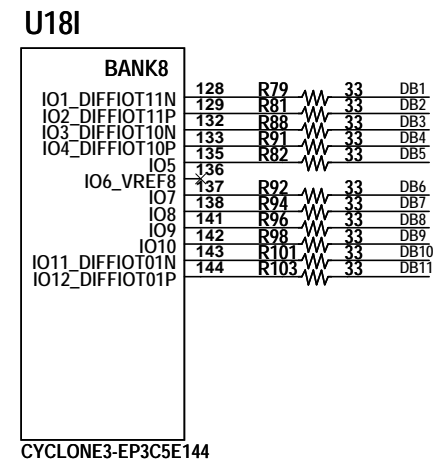 U18I
BANK8
IO1_DIFFIOT11N 128 R79 33 DB1
IO2_DIFFIOT11P 129 R81 33 DB2
IO3_DIFFIOT10N 132 R88 33 DB3
IO4_DIFFIOT10P 133 R91 33 DB4
IO5 135 R82 33 DB5
IO6_VREF8 136
IO7 137 R92 33 DB6
IO8 138 R94 33 DB7
IO9 141 R96 33 DB8
IO10 142 R98 33 DB9
IO11_DIFFIOT01N 143 R101 33 DB10
IO12_DIFFIOT01P 144 R103 33 DB11
CYCLONE3-EP3C5E144